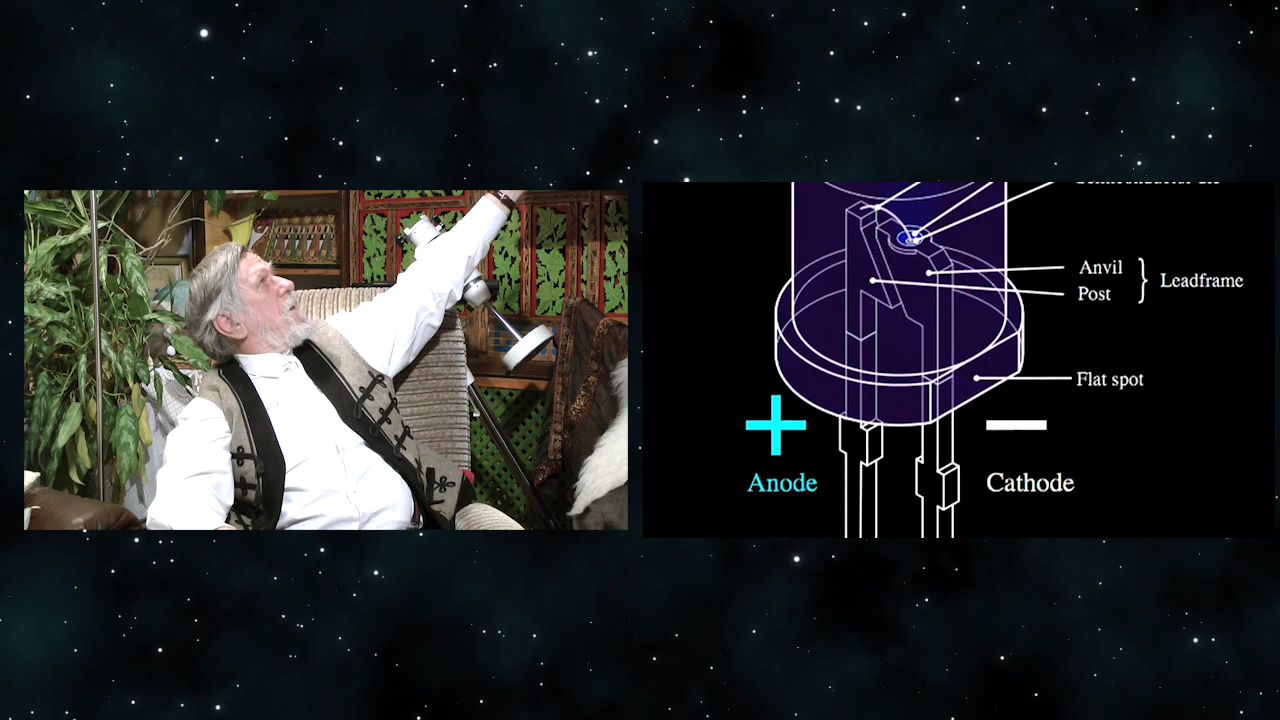 Anvil
Post
Leadframe
Flat spot
+
−
Anode
Cathode